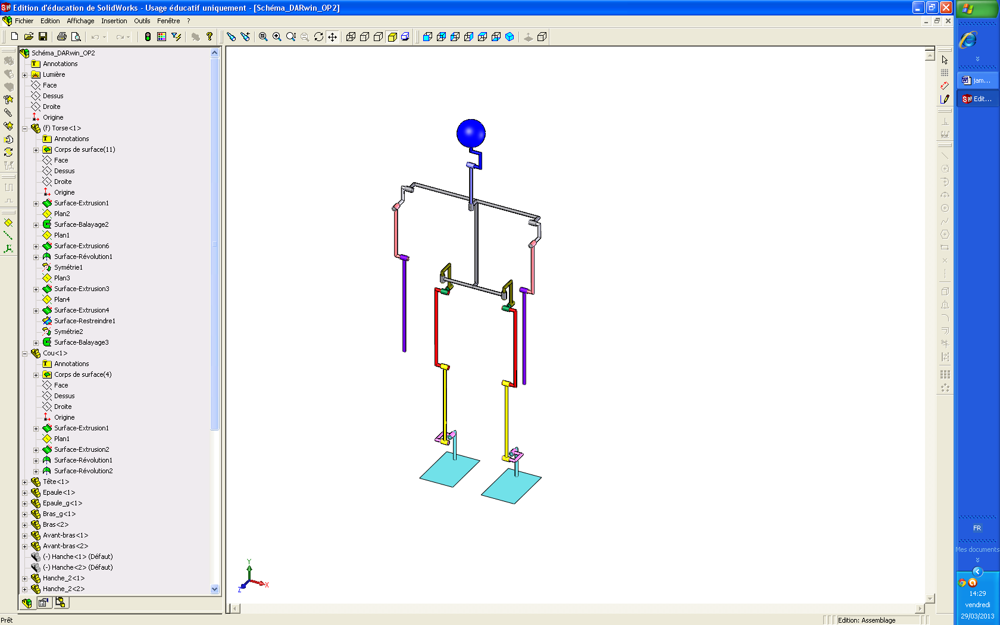 Edition d'éducation de SolidWorks - Usage éducatif uniquement - [Schéma_DARwin_OP2]
Fichier Edition Affichage Insertion Outils Fenêtre ?
Schéma_DARwin_OP2
Annotations
Lumière
Face
Dessus
Droite
Origine
(f) Torse<1>
Annotations
Corps de surface(11)
Face
Dessus
Droite
Origine
Surface-Extrusion1
Plan2
Surface-Balayage2
Plan1
Surface-Extrusion6
Surface-Révolution1
Symétrie1
Plan3
Surface-Extrusion3
Plan4
Surface-Extrusion4
Surface-Restreindre1
Symétrie2
Surface-Balayage3
Cou<1>
Annotations
Corps de surface(4)
Face
Dessus
Droite
Origine
Surface-Extrusion1
Plan1
Surface-Extrusion2
Surface-Révolution1
Surface-Révolution2
Tête<1>
Epaule<1>
Epaule_g<1>
Bras_g<1>
Bras<2>
Avant-bras<1>
Avant-bras<2>
(-) Hanche<1> (Défaut)
(-) Hanche<2> (Défaut)
Hanche_2<1>
Hanche_2<2>
Y
X
Z
Prêt
Edition: Assemblage
jam...
Edit...
FR
Mes documents
14:29
vendredi
29/03/2013